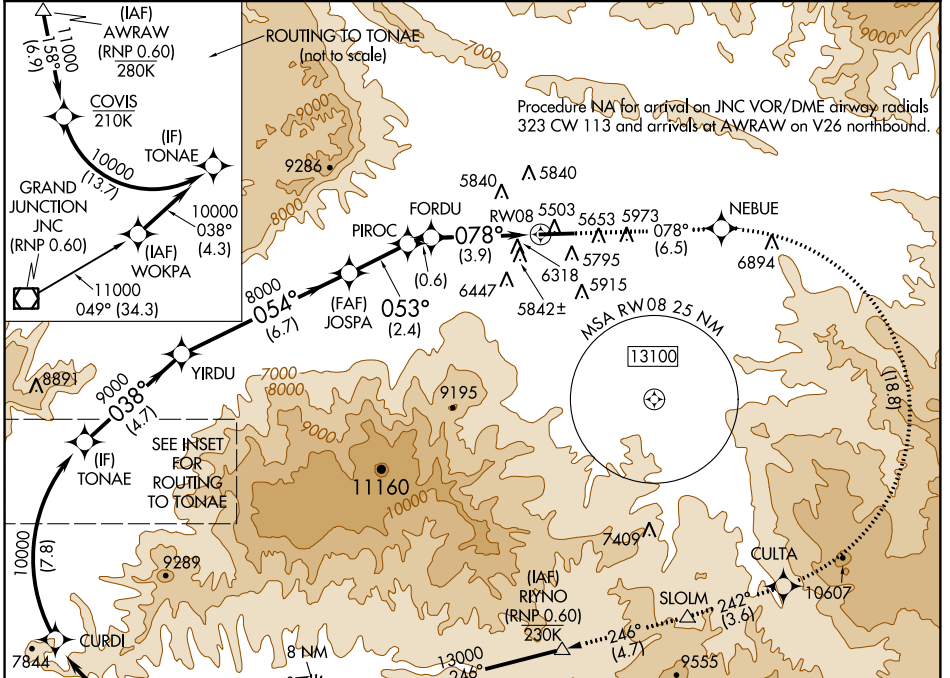 (IAF)
AWRAW
(RNP 0.60)
280K
11000
158°
(6.9)
COVIS
210K
10000
(13.7)
(IF)
TONAE
GRAND
JUNCTION
JNC
(RNP 0.60)
10000
038°
(4.3)
(IAF)
WOKPA
11000
049° (34.3)
ROUTING TO TONAE
(not to scale)
7000
9000
Procedure NA for arrival on JNC VOR/DME airway radials
323 CW 113 and arrivals at AWRAW on V26 northbound.
9000
9286
8000
5840
5840
FORDU
PIROC
RW08
5503
5653
5973
NEBUE
078°
(3.9)
078°
(6.5)
(0.6)
6318
5795
6894
6447
5842±
5915
8000
054°
(6.7)
(FAF)
JOSPA
053°
(2.4)
MSA RW08 25 NM
13100
YIRDU
8891
9000
038°
(4.7)
7000
8000
9195
9000
(18.8)
(IF)
TONAE
SEE INSET
FOR
ROUTING
TO TONAE
11160
10000
10000
(7.8)
7409
9289
CULTA
10607
(IAF)
RIYNO
(RNP 0.60)
230K
SLOLM
242°
(3.6)
246°
(4.7)
CURDI
7844
8 NM
13000
246°
9555